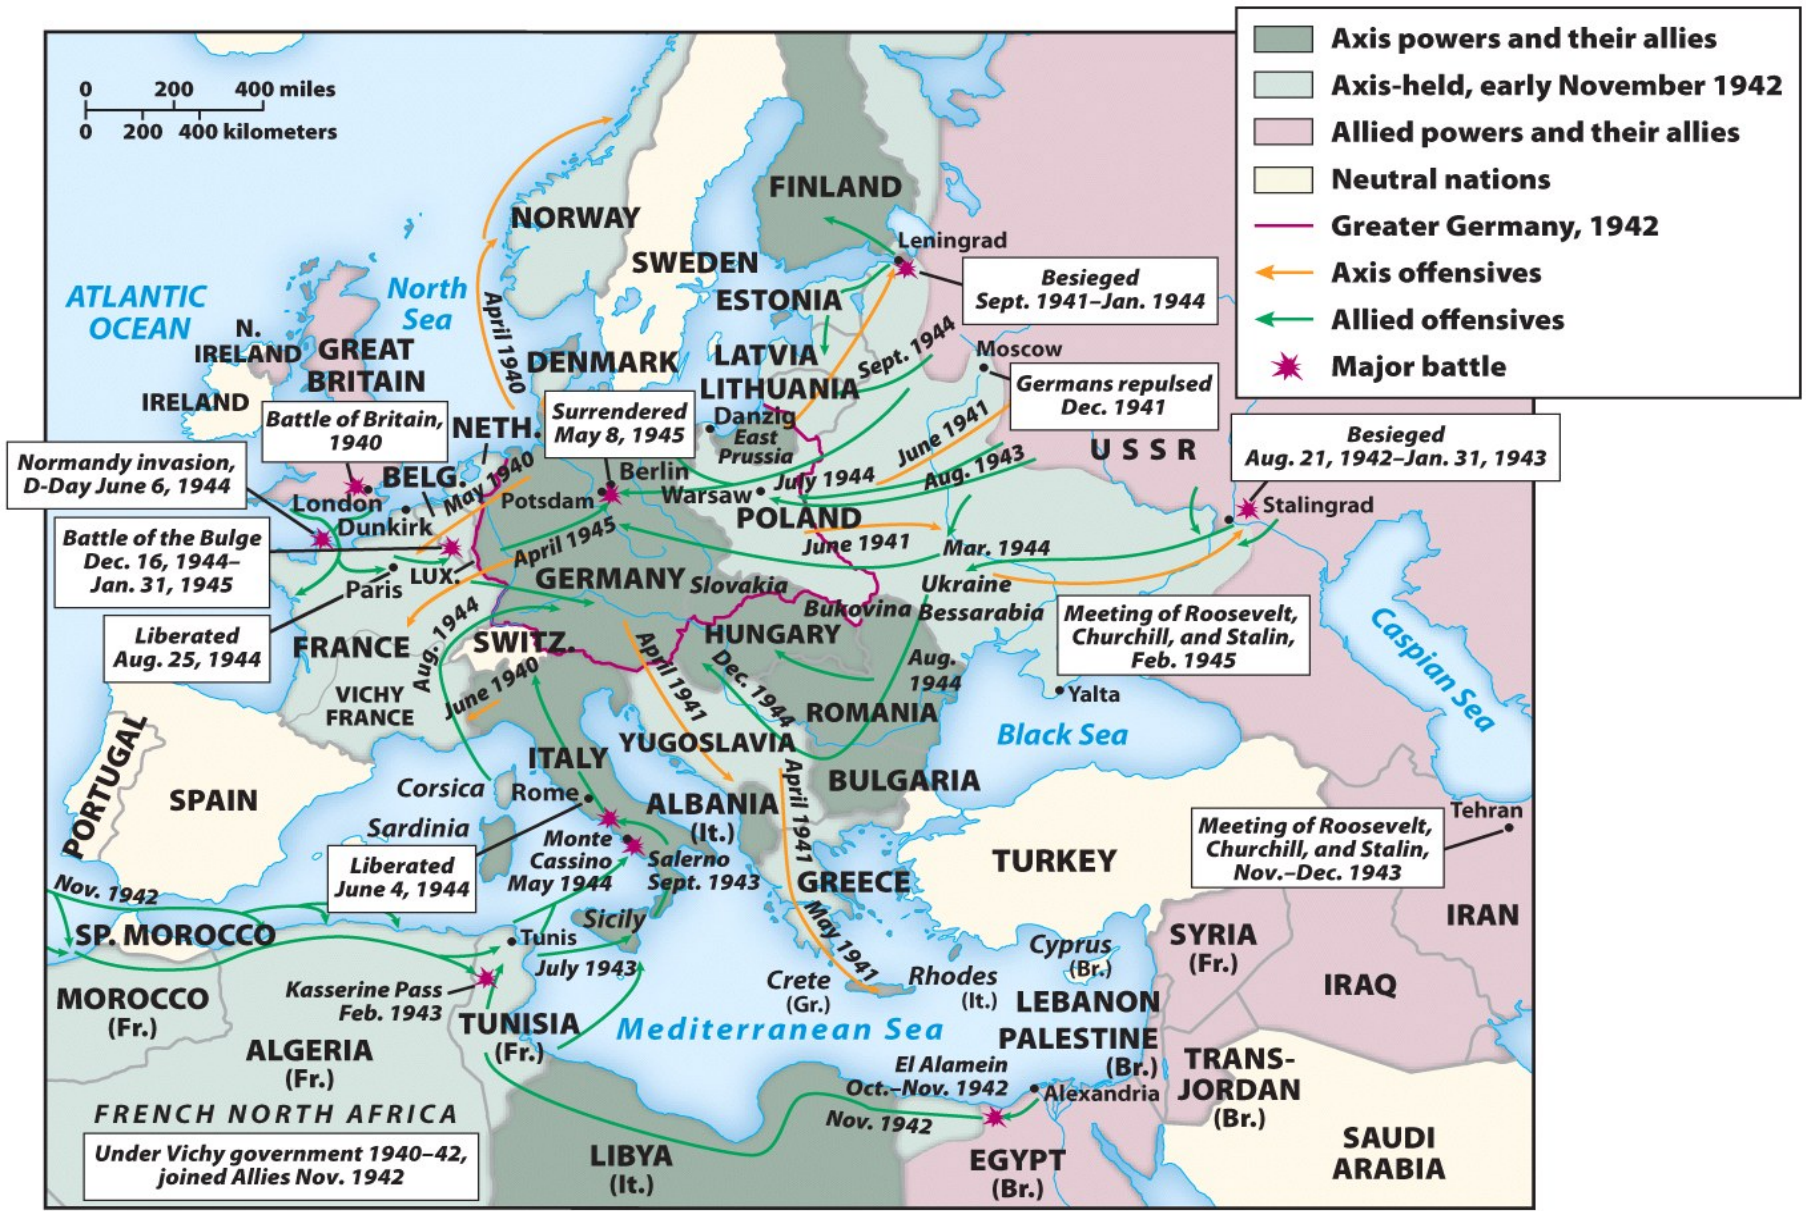 Axis powers and their allies
Axis-held, early November 1942
Allied powers and their allies
Neutral nations
Greater Germany, 1942
Axis offensives
Allied offensives
Major battle
0 200 400 miles
0 200 400 kilometers
FINLAND
NORWAY
Leningrad
SWEDEN
Besieged
Sept. 1941–Jan. 1944
ATLANTIC
OCEAN
North
Sea
ESTONIA
April 1940
N.
IRELAND
GREAT
BRITAIN
DENMARK
LATVIA
Sept. 1944
Moscow
LITHUANIA
IRELAND
Germans repulsed
Dec. 1941
Battle of Britain,
1940
NETH.
Surrendered
May 8, 1945
Danzig
East
Prussia
June 1941
USSR
Besieged
Aug. 21, 1942–Jan. 31, 1943
Normandy invasion,
D-Day June 6, 1944
BELG.
May 1940
Berlin
July 1944
Aug. 1943
London
Potsdam
Warsaw
Stalingrad
Dunkirk
POLAND
Battle of the Bulge
Dec. 16, 1944–
Jan. 31, 1945
April 1945
June 1941
Mar. 1944
Paris
LUX.
GERMANY
Slovakia
Ukraine
Bukovina
Bessarabia
Liberated
Aug. 25, 1944
FRANCE
Aug. 1944
SWITZ.
HUNGARY
Meeting of Roosevelt,
Churchill, and Stalin,
Feb. 1945
Caspian Sea
VICHY
FRANCE
June 1940
April 1941
Dec. 1944
Aug.
1944
Yalta
ROMANIA
Black Sea
PORTUGAL
SPAIN
ITALY
YUGOSLAVIA
BULGARIA
Corsica
Rome
ALBANIA
(It.)
April 1941
Tehran
Sardinia
Monte
Cassino
May 1944
Salerno
Sept. 1943
Meeting of Roosevelt,
Churchill, and Stalin,
Nov.–Dec. 1943
TURKEY
Liberated
June 4, 1944
GREECE
Nov. 1942
SP. MOROCCO
Sicily
May 1941
IRAN
Tunis
SYRIA
(Fr.)
Cyprus
(Br.)
July 1943
Crete
(Gr.)
Rhodes
(It.)
Kasserine Pass
Feb. 1943
MOROCCO
(Fr.)
LEBANON
IRAQ
TUNISIA
(Fr.)
Mediterranean Sea
PALESTINE
(Br.)
ALGERIA
(Fr.)
El Alamein
Oct.–Nov. 1942
TRANS-
JORDAN
(Br.)
Alexandria
FRENCH NORTH AFRICA
Nov. 1942
Under Vichy government 1940–42,
joined Allies Nov. 1942
LIBYA
(It.)
EGYPT
(Br.)
SAUDI
ARABIA